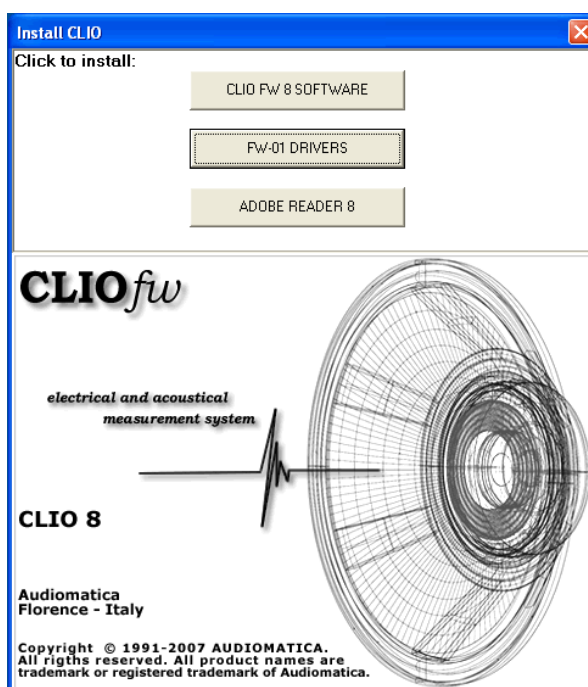 Install CLIO
Click to install:
CLIO FW 8 SOFTWARE
FW-01 DRIVERS
ADOBE READER 8
CLIOfw
electrical and acoustical
measurement system
CLIO 8
Audiomatica
Florence - Italy
Copyright © 1991-2007 AUDIOMATICA.
All rigths reserved. All product names are
trademark or registered trademark of Audiomatica.